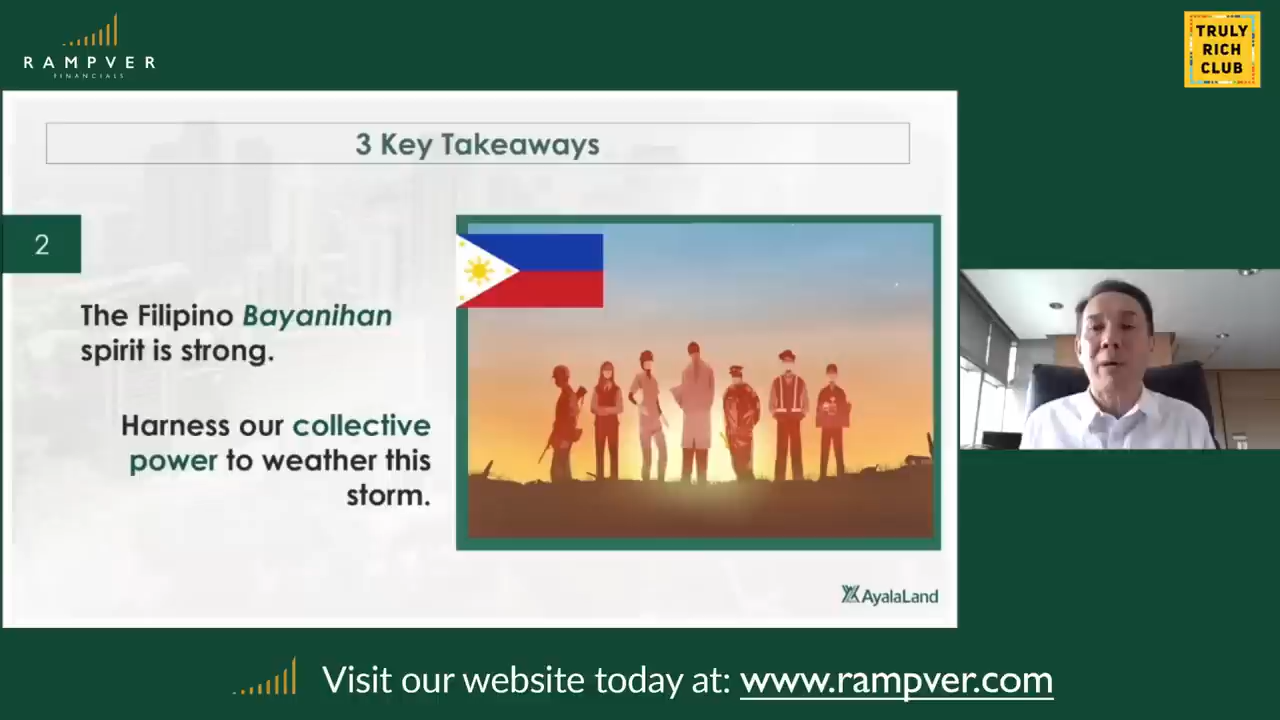 RAMPVER
FINANCIALS
TRULY
RICH
CLUB
3 Key Takeaways
2
The Filipino Bayanihan
spirit is strong.
Harness our collective
power to weather this
storm.
AyalaLand
Visit our website today at: www.rampver.com